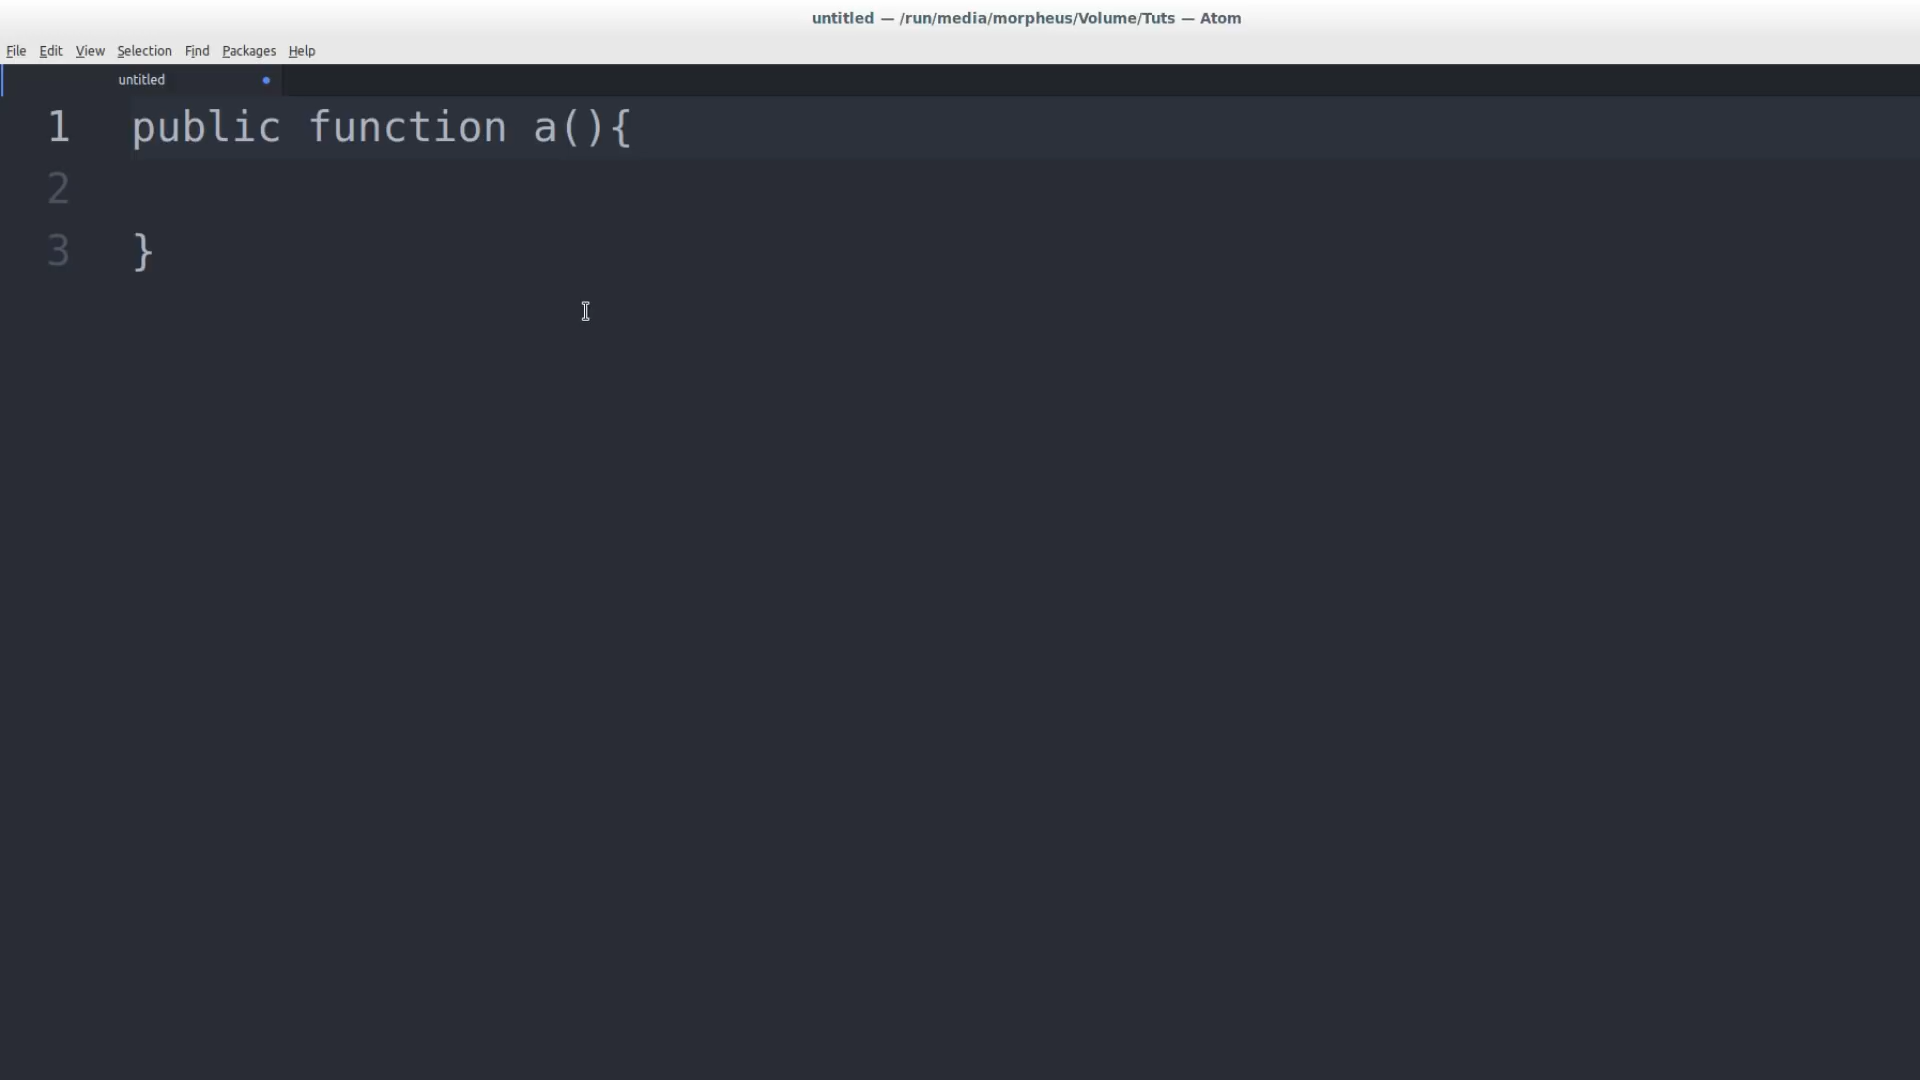 untitled — /run/media/morpheus/Volume/Tuts — Atom
File Edit View Selection Find Packages Help
untitled
1 public function a(){
2
3 }